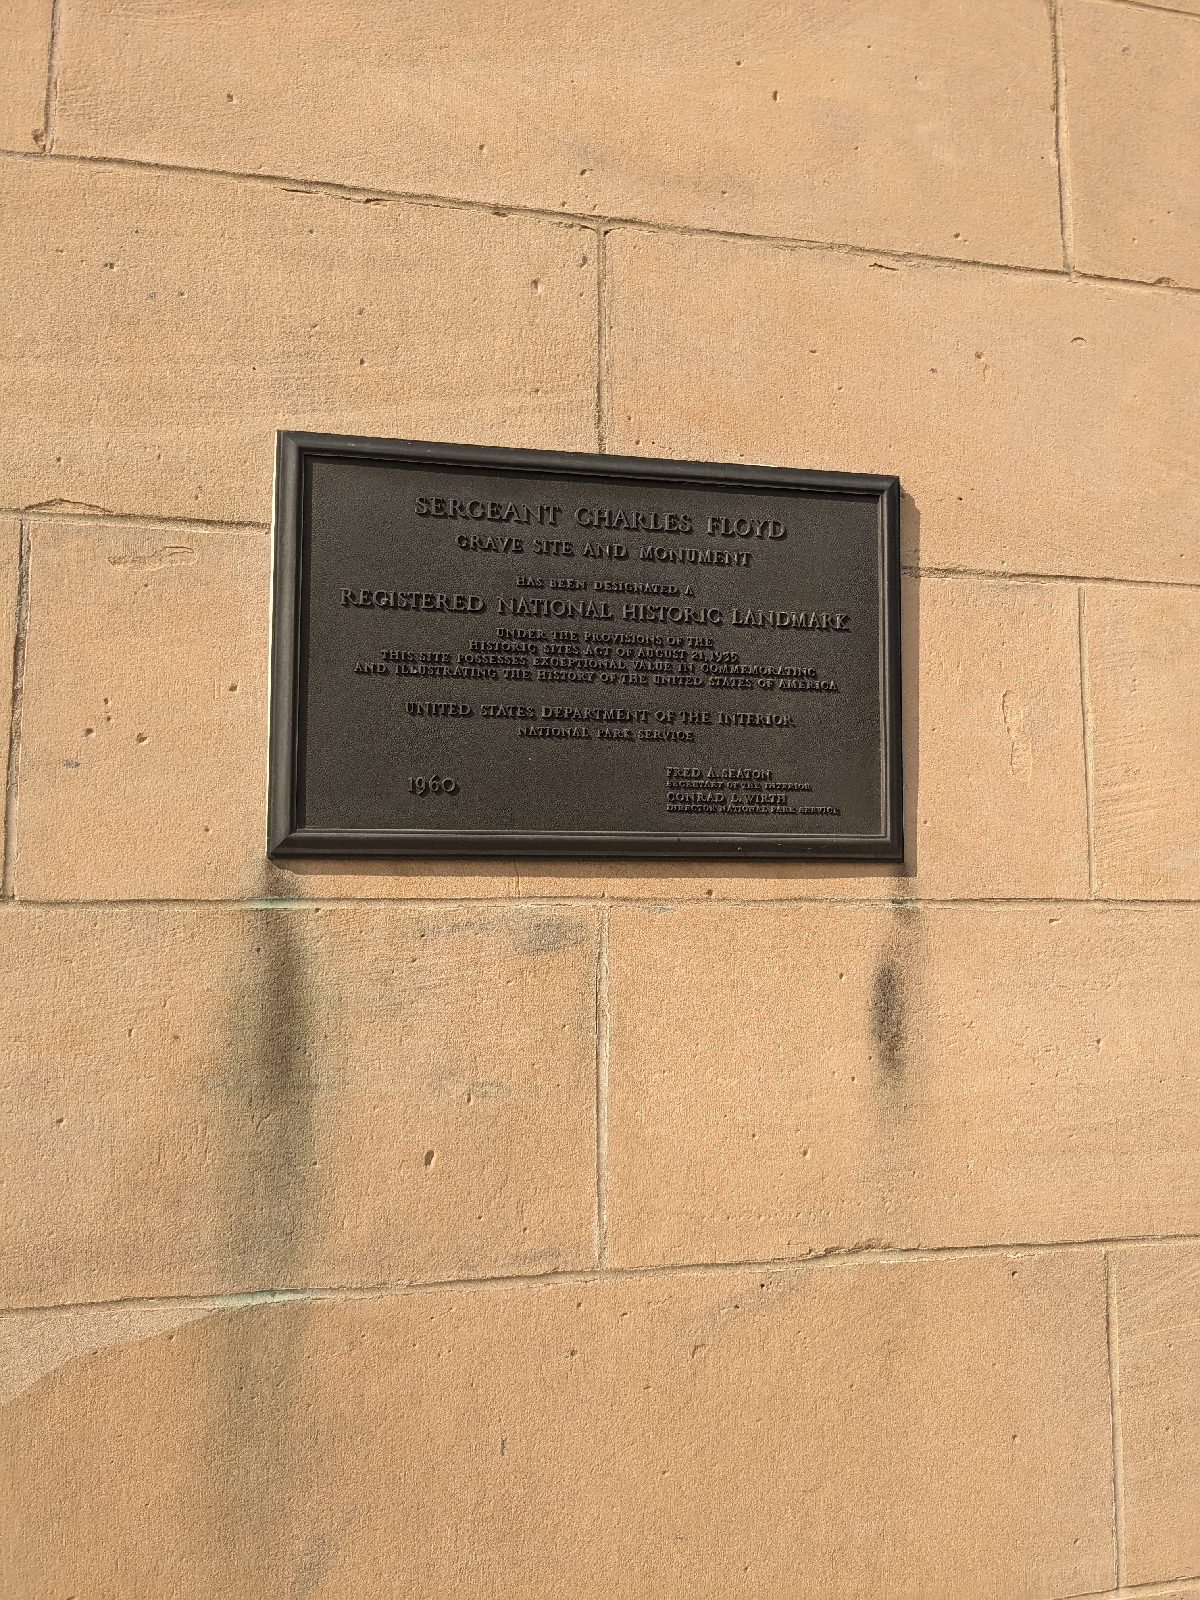 SERGEANT CHARLES FLOYD
GRAVE SITE AND MONUMENT
HAS BEEN DESIGNATED A
REGISTERED NATIONAL HISTORIC LANDMARK
UNDER THE PROVISIONS OF THE
HISTORIC SITES ACT OF AUGUST 21, 1935
THIS SITE POSSESSES EXCEPTIONAL VALUE IN COMMEMORATING
AND ILLUSTRATING THE HISTORY OF THE UNITED STATES OF AMERICA
UNITED STATES DEPARTMENT OF THE INTERIOR
NATIONAL PARK SERVICE
1960
FRED A. SEATON
SECRETARY OF THE INTERIOR
CONRAD L. WIRTH
DIRECTOR NATIONAL PARK SERVICE